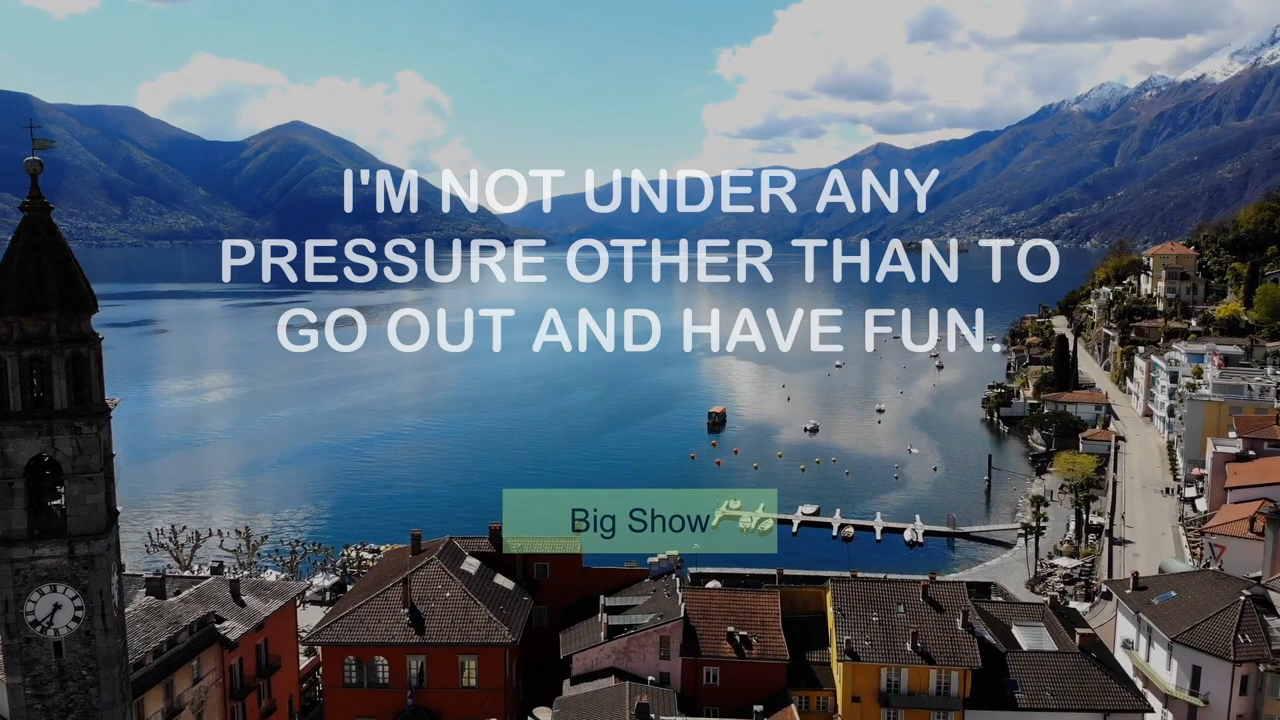 I'M NOT UNDER ANY
PRESSURE OTHER THAN TO
GO OUT AND HAVE FUN.
Big Show